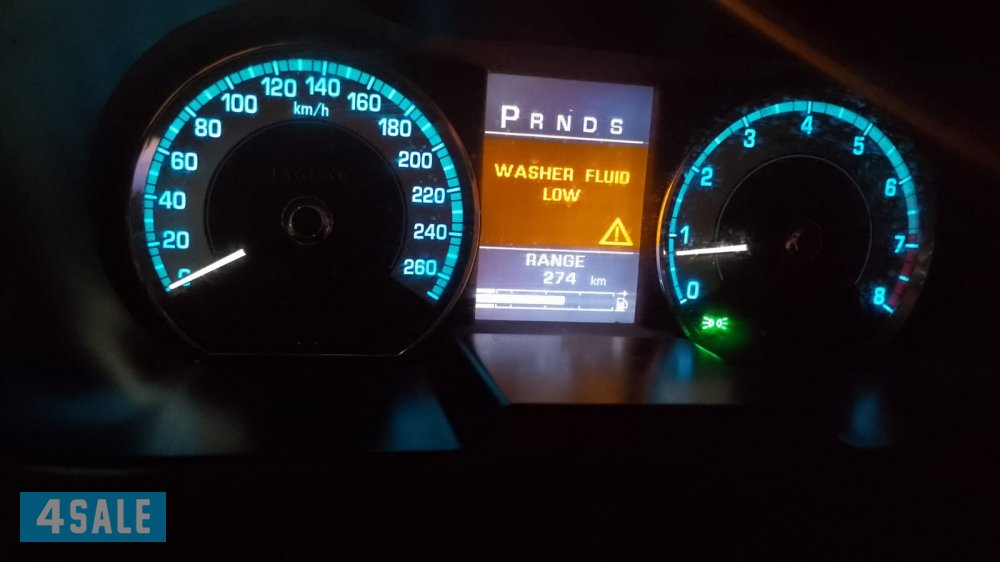 120 140
100 160
km/h
80 180
60 200
40 220
20 240
0 260
JAGUAR
PRNDS
WASHER FLUID
LOW
RANGE
274 km
4
3 5
2 6
1 7
0 8
4SALE